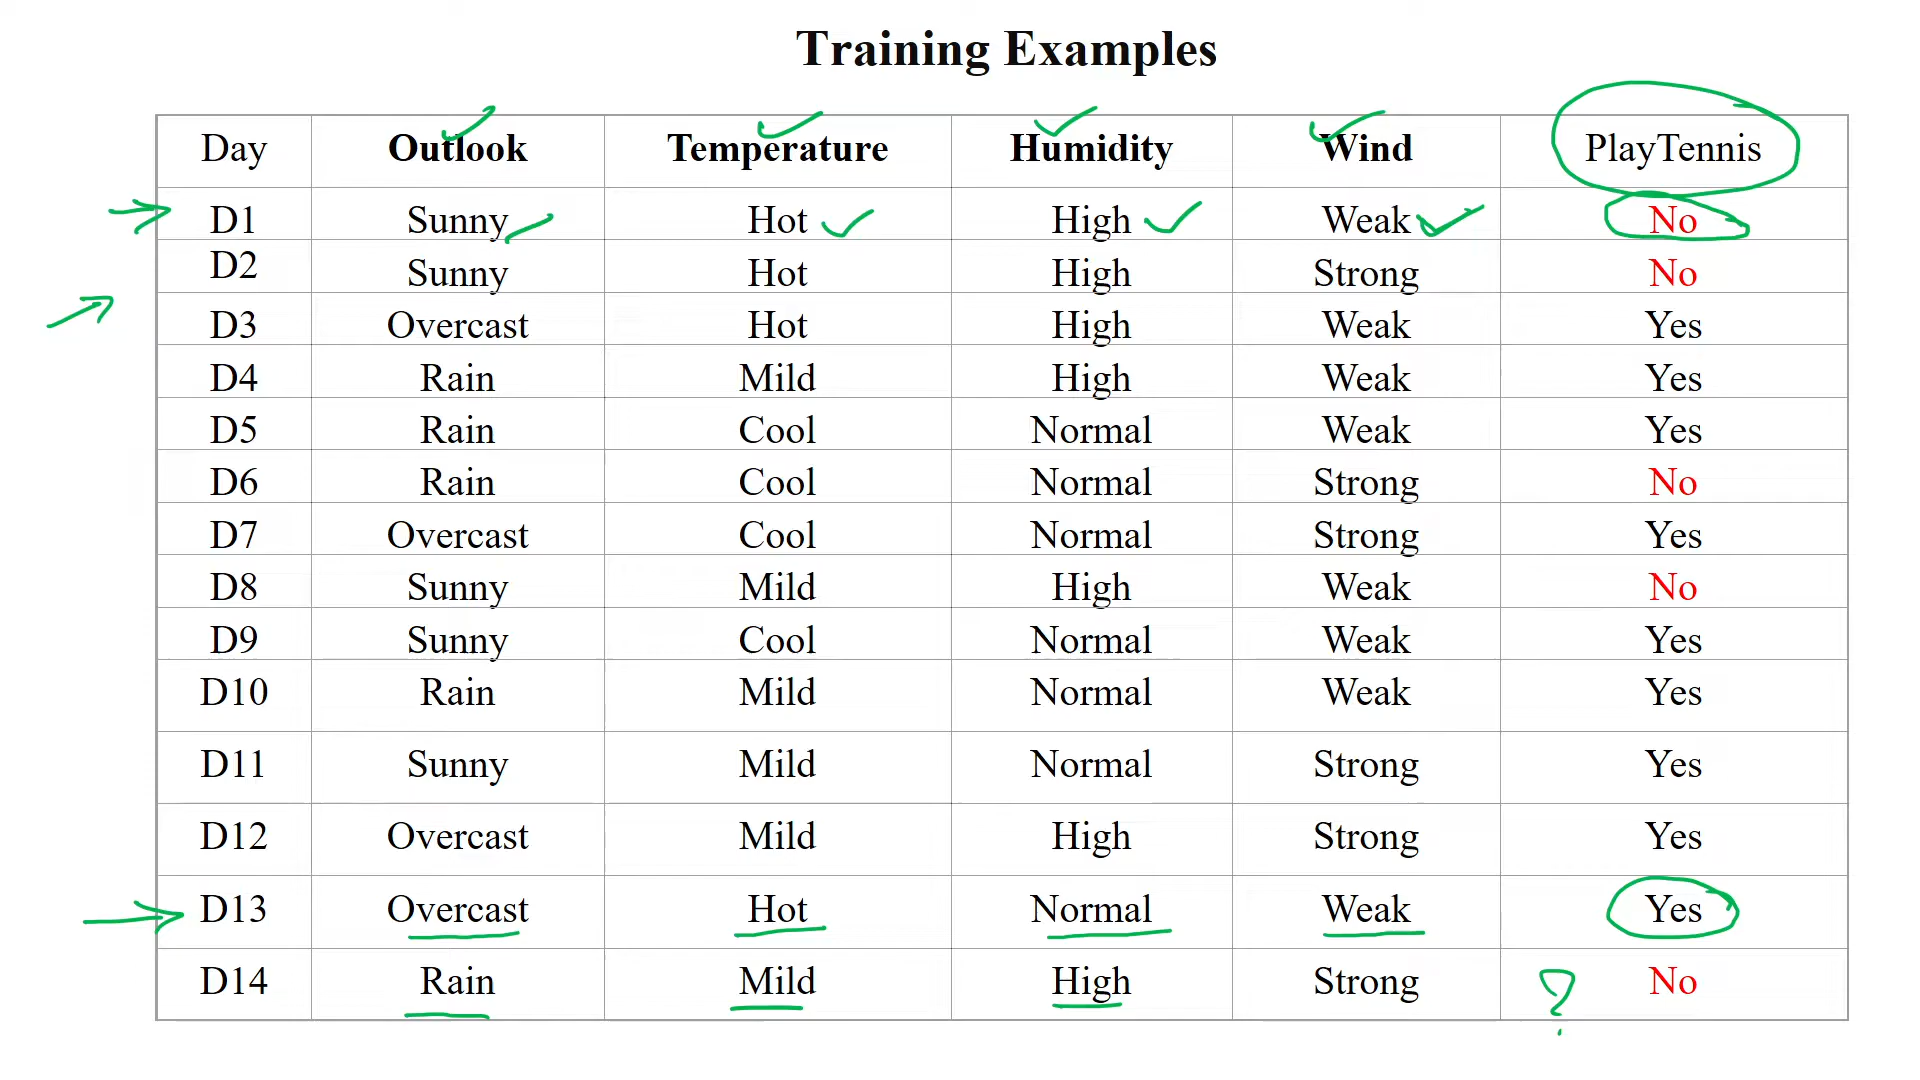 Training Examples
Day Outlook Temperature Humidity Wind PlayTennis
D1 Sunny Hot High Weak No
D2 Sunny Hot High Strong No
D3 Overcast Hot High Weak Yes
D4 Rain Mild High Weak Yes
D5 Rain Cool Normal Weak Yes
D6 Rain Cool Normal Strong No
D7 Overcast Cool Normal Strong Yes
D8 Sunny Mild High Weak No
D9 Sunny Cool Normal Weak Yes
D10 Rain Mild Normal Weak Yes
D11 Sunny Mild Normal Strong Yes
D12 Overcast Mild High Strong Yes
D13 Overcast Hot Normal Weak Yes
D14 Rain Mild High Strong ? No